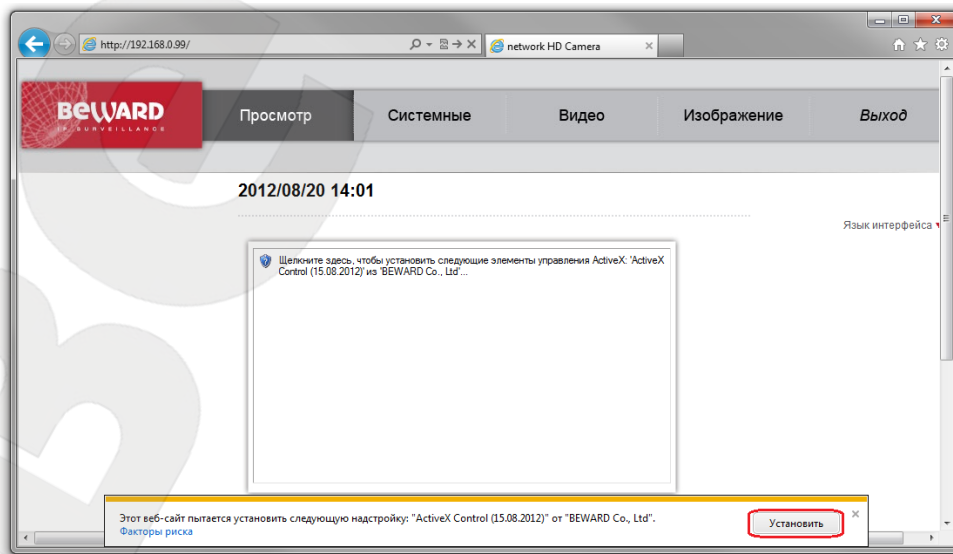 http://192.168.0.99/
network HD Camera
BEWARD
IP SURVEILLANCE
Просмотр
Системные
Видео
Изображение
Выход
2012/08/20 14:01
Язык интерфейса
Щелкните здесь, чтобы установить следующие элементы управления ActiveX: 'ActiveX
Control (15.08.2012)' из 'BEWARD Co., Ltd'...
Этот веб-сайт пытается установить следующую надстройку: "ActiveX Control (15.08.2012)" от "BEWARD Co., Ltd".
Факторы риска
Установить